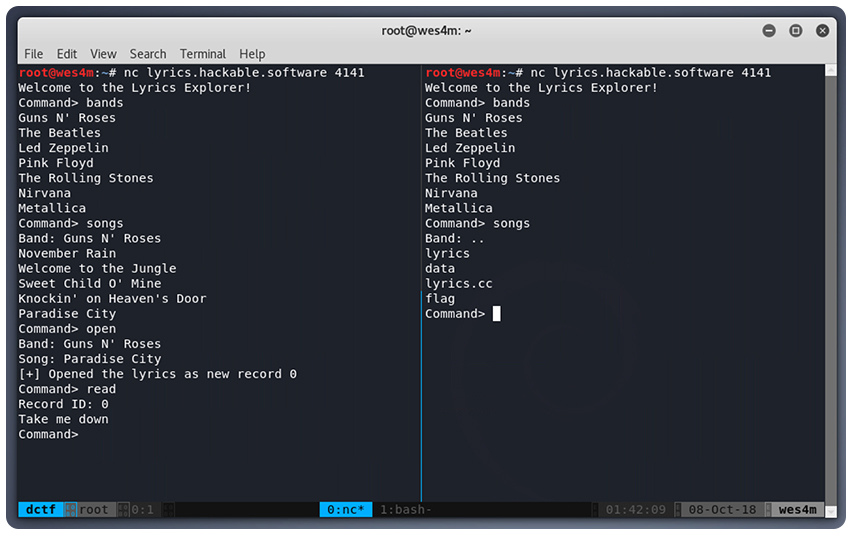 root@wes4m: ~
File Edit View Search Terminal Help
root@wes4m:~# nc lyrics.hackable.software 4141
Welcome to the Lyrics Explorer!
Command> bands
Guns N' Roses
The Beatles
Led Zeppelin
Pink Floyd
The Rolling Stones
Nirvana
Metallica
Command> songs
Band: Guns N' Roses
November Rain
Welcome to the Jungle
Sweet Child O' Mine
Knockin' on Heaven's Door
Paradise City
Command> open
Band: Guns N' Roses
Song: Paradise City
[+] Opened the lyrics as new record 0
Command> read
Record ID: 0
Take me down
Command>
root@wes4m:~# nc lyrics.hackable.software 4141
Welcome to the Lyrics Explorer!
Command> bands
Guns N' Roses
The Beatles
Led Zeppelin
Pink Floyd
The Rolling Stones
Nirvana
Metallica
Command> songs
Band: ..
lyrics
data
lyrics.cc
flag
Command>
dctf root 0:1 0:nc* 1:bash- 01:42:09 08-Oct-18 wes4m